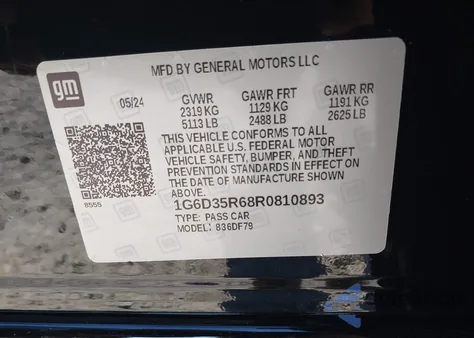 MFD BY GENERAL MOTORS LLC
gm
05/24 GVWR GAWR FRT GAWR RR
2319 KG 1129 KG 1191 KG
5113 LB 2488 LB 2625 LB
THIS VEHICLE CONFORMS TO ALL APPLICABLE
U.S. FEDERAL MOTOR
VEHICLE SAFETY, BUMPER, AND THEFT
PREVENTION STANDARDS IN EFFECT ON
THE DATE OF MANUFACTURE SHOWN
ABOVE.
8555
1G6D35R68R0810893
TYPE: PASS CAR
MODEL: 836DF79